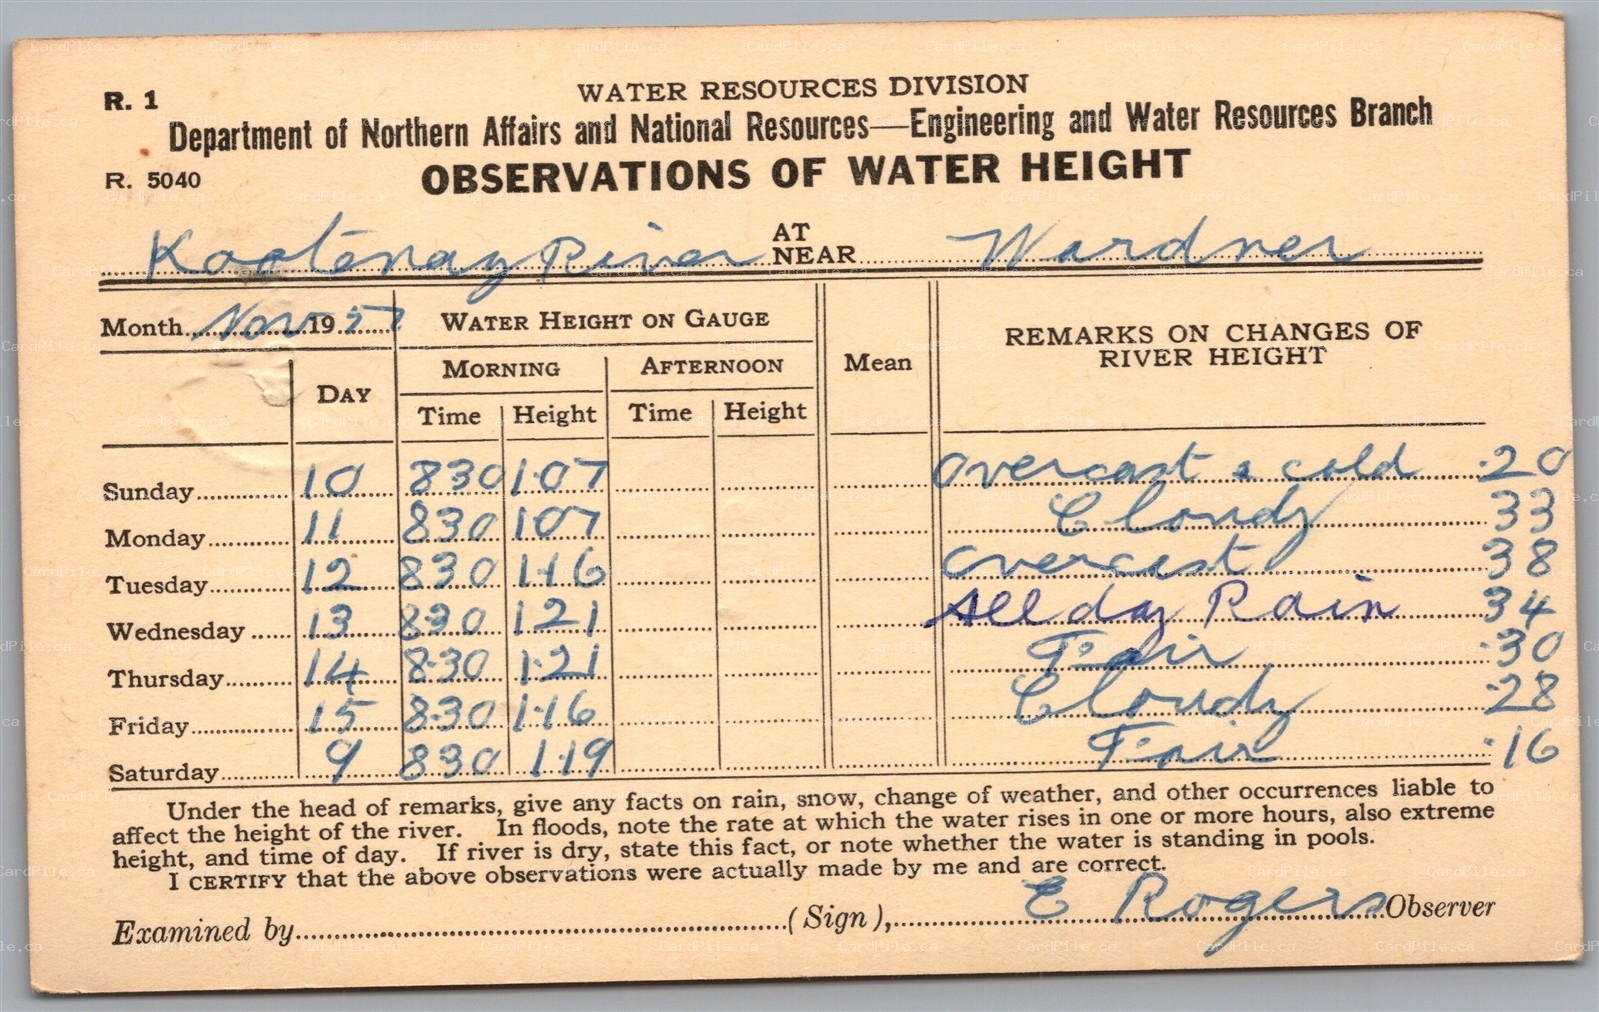 R. 1
WATER RESOURCES DIVISION
Department of Northern Affairs and National Resources—Engineering and Water Resources Branch
R. 5040
OBSERVATIONS OF WATER HEIGHT
Kootenay River AT NEAR Wardner
Month Nov 1957
WATER HEIGHT ON GAUGE
REMARKS ON CHANGES OF RIVER HEIGHT
DAY MORNING AFTERNOON Mean
Time Height Time Height
Sunday 10 830 1.07 Overcast & cold .20
Monday 11 830 107 Cloudy 33
Tuesday 12 830 1.16 Overcast 38
Wednesday 13 8.30 121 All day Rain 34
Thursday 14 8.30 1.21 Fair .30
Friday 15 8.30 1.16 Cloudy .28
Saturday 9 830 1.19 Fair .16
Under the head of remarks, give any facts on rain, snow, change of weather, and other occurrences liable to
affect the height of the river. In floods, note the rate at which the water rises in one or more hours, also extreme
height, and time of day. If river is dry, state this fact, or note whether the water is standing in pools.
I CERTIFY that the above observations were actually made by me and are correct.
Examined by (Sign), E Rogers Observer
CardPile.ca